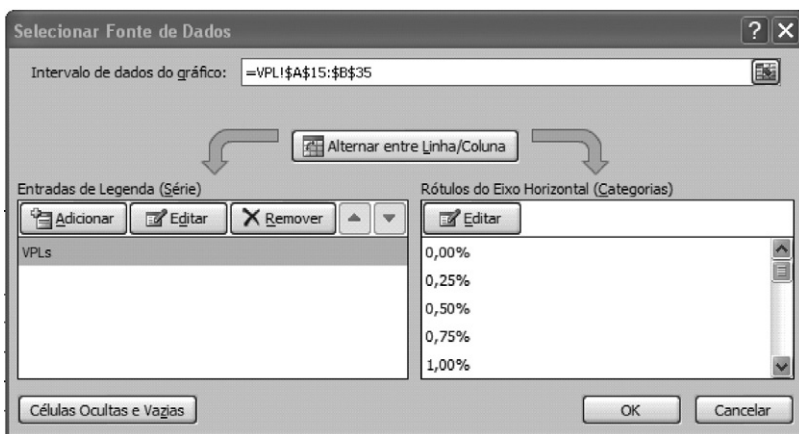 Selecionar Fonte de Dados
Intervalo de dados do gráfico: =VPL!$A$15:$B$35
Alternar entre Linha/Coluna
Entradas de Legenda (Série)
Adicionar Editar Remover
VPLs
Rótulos do Eixo Horizontal (Categorias)
Editar
0,00%
0,25%
0,50%
0,75%
1,00%
Células Ocultas e Vazias OK Cancelar